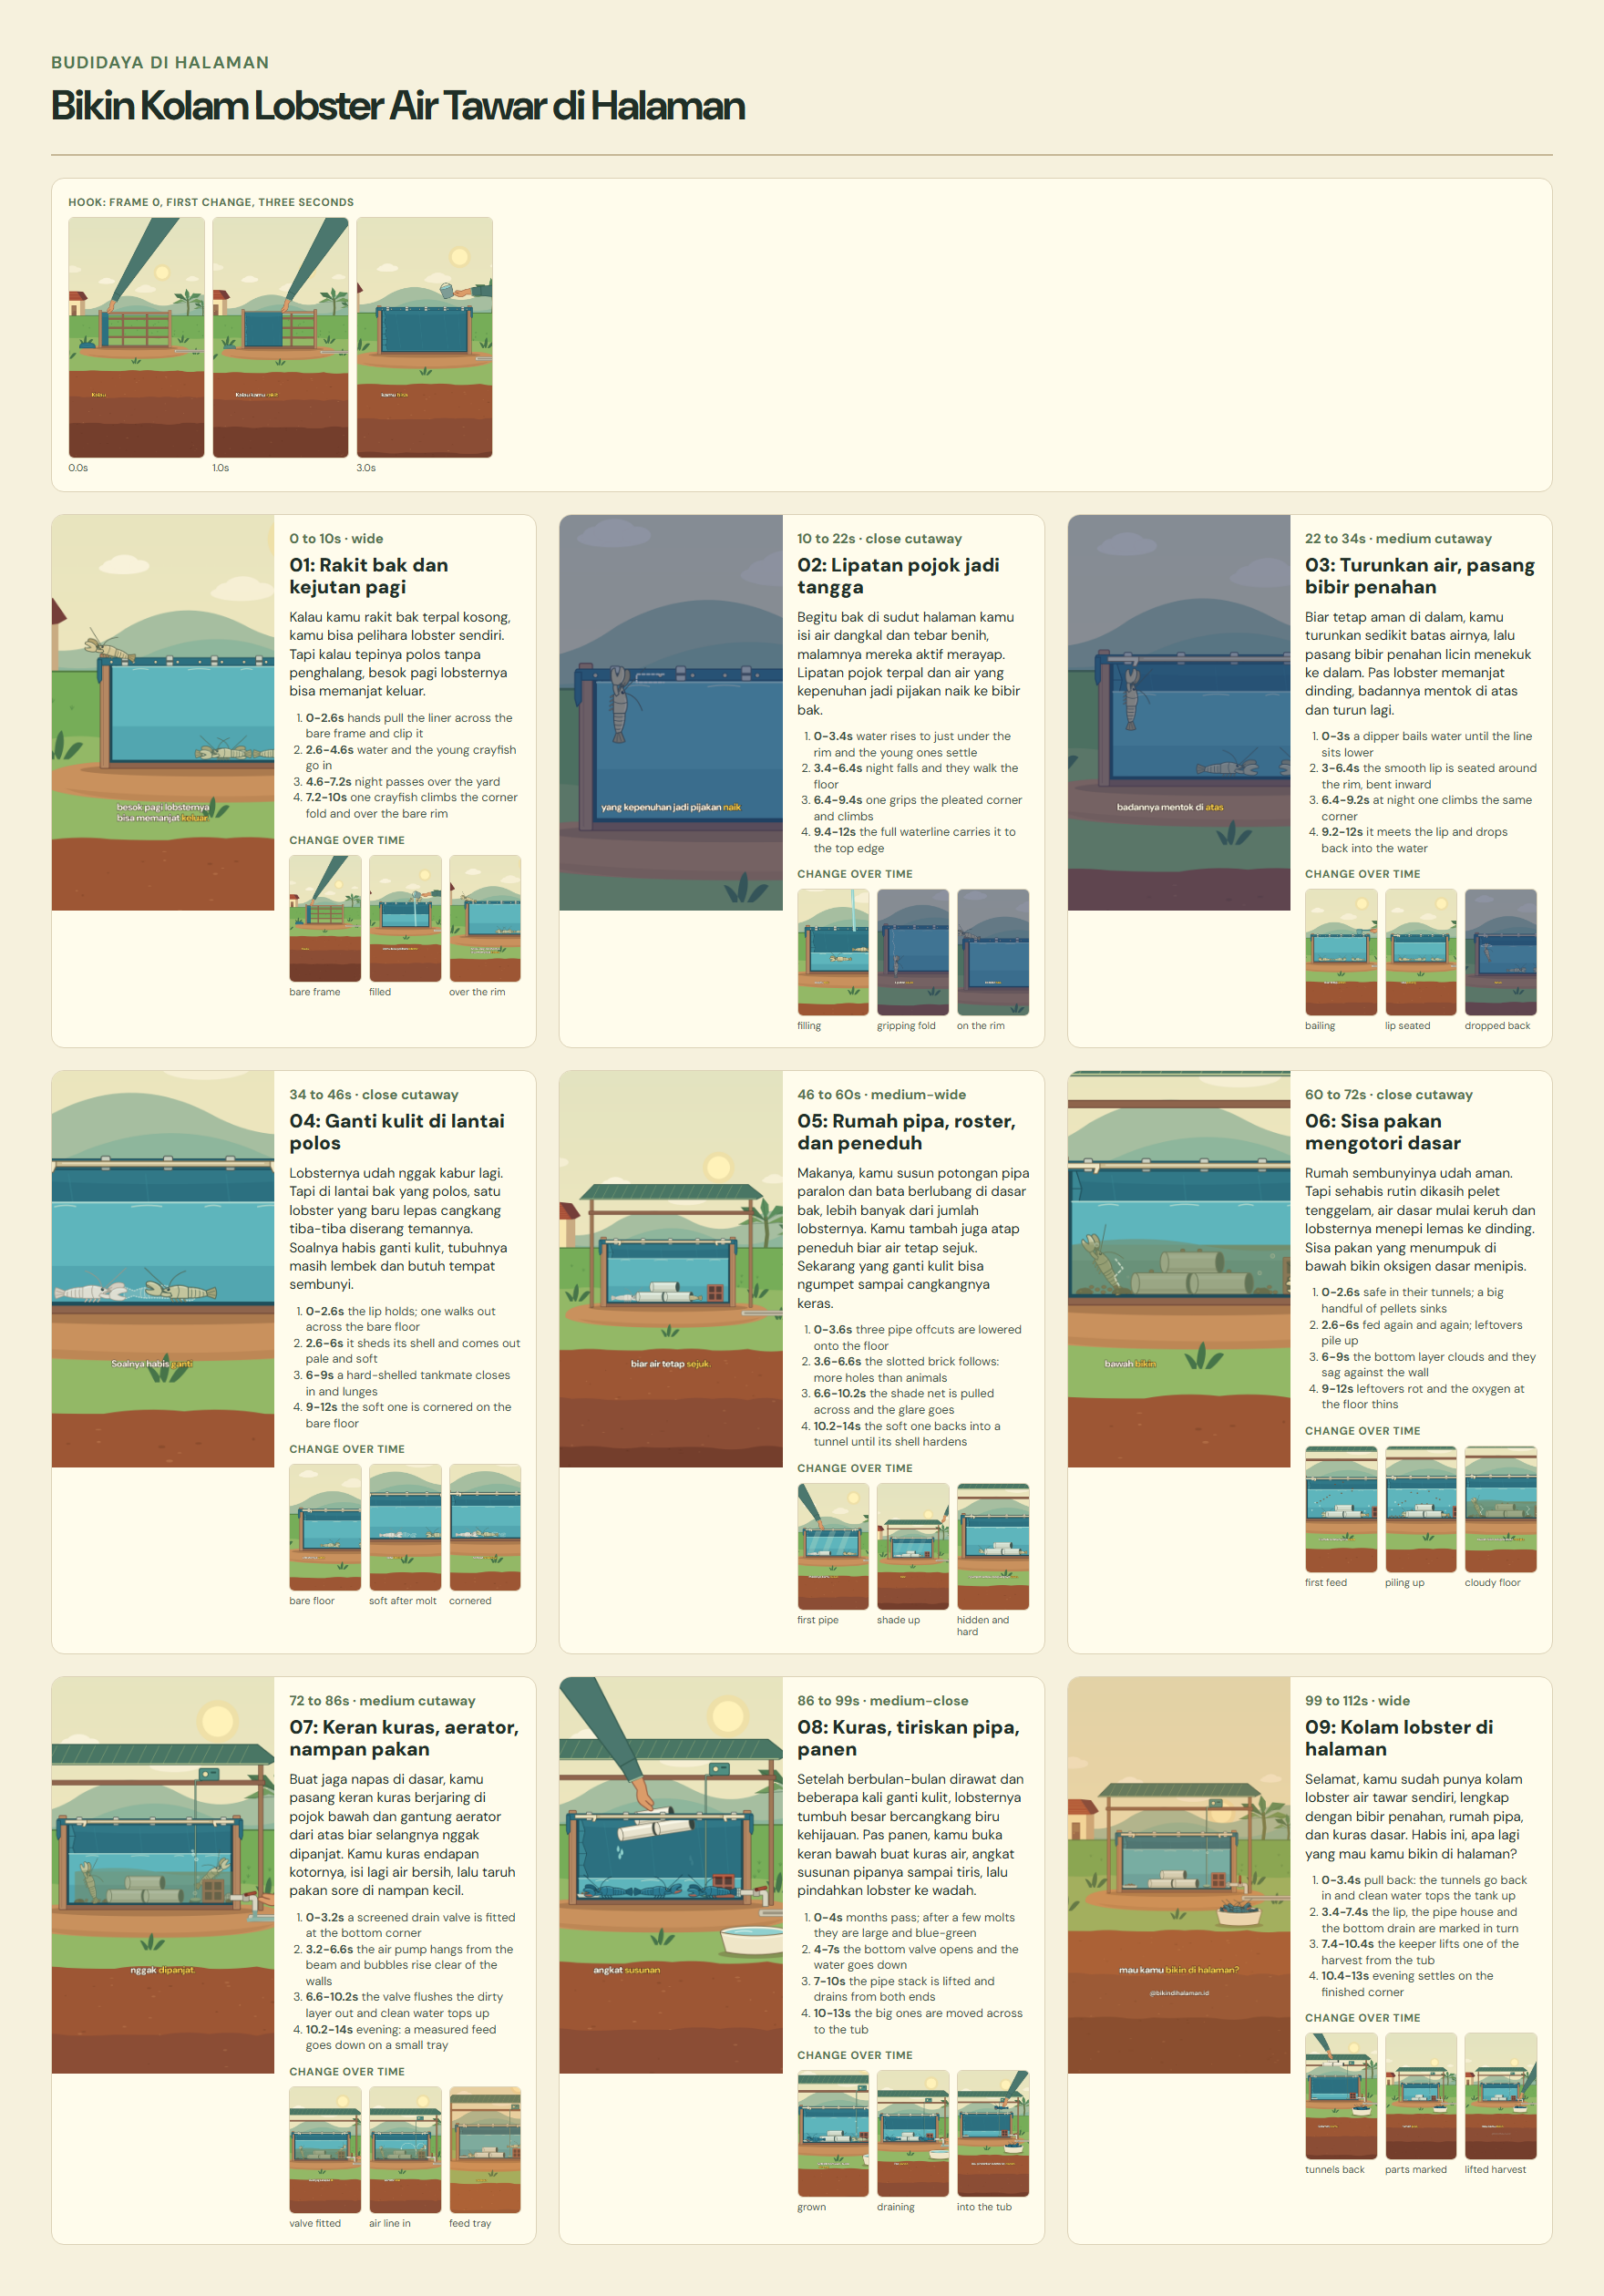 BUDIDAYA DI HALAMAN
Bikin Kolam Lobster Air Tawar di Halaman
HOOK: FRAME 0, FIRST CHANGE, THREE SECONDS
Kalau
Kalau kamu rakit
kamu bisa
0.0s
1.0s
3.0s
besok pagi lobsternya
bisa memanjat keluar.
0 to 10s · wide
01: Rakit bak dan
kejutan pagi
Kalau kamu rakit bak terpal kosong,
kamu bisa pelihara lobster sendiri.
Tapi kalau tepinya polos tanpa
penghalang, besok pagi lobsternya
bisa memanjat keluar.
1. 0-2.6s hands pull the liner across the
bare frame and clip it
2. 2.6-4.6s water and the young crayfish
go in
3. 4.6-7.2s night passes over the yard
4. 7.2-10s one crayfish climbs the corner
fold and over the bare rim
CHANGE OVER TIME
bare frame
filled
over the rim
yang kepenuhan jadi pijakan naik
10 to 22s · close cutaway
02: Lipatan pojok jadi
tangga
Begitu bak di sudut halaman kamu
isi air dangkal dan tebar benih,
malamnya mereka aktif merayap.
Lipatan pojok terpal dan air yang
kepenuhan jadi pijakan naik ke bibir
bak.
1. 0-3.4s water rises to just under the
rim and the young ones settle
2. 3.4-6.4s night falls and they walk the
floor
3. 6.4-9.4s one grips the pleated corner
and climbs
4. 9.4-12s the full waterline carries it to
the top edge
CHANGE OVER TIME
filling
gripping fold
on the rim
badannya mentok di atas
22 to 34s · medium cutaway
03: Turunkan air, pasang
bibir penahan
Biar tetap aman di dalam, kamu
turunkan sedikit batas airnya, lalu
pasang bibir penahan licin menekuk
ke dalam. Pas lobster memanjat
dinding, badannya mentok di atas
dan turun lagi.
1. 0-3s a dipper bails water until the line
sits lower
2. 3-6.4s the smooth lip is seated around
the rim, bent inward
3. 6.4-9.2s at night one climbs the same
corner
4. 9.2-12s it meets the lip and drops
back into the water
CHANGE OVER TIME
bailing
lip seated
dropped back
Soalnya habis ganti
34 to 46s · close cutaway
04: Ganti kulit di lantai
polos
Lobsternya udah nggak kabur lagi.
Tapi di lantai bak yang polos, satu
lobster yang baru lepas cangkang
tiba-tiba diserang temannya.
Soalnya habis ganti kulit, tubuhnya
masih lembek dan butuh tempat
sembunyi.
1. 0-2.6s the lip holds; one walks out
across the bare floor
2. 2.6-6s it sheds its shell and comes out
pale and soft
3. 6-9s a hard-shelled tankmate closes
in and lunges
4. 9-12s the soft one is cornered on the
bare floor
CHANGE OVER TIME
bare floor
soft after molt
cornered
biar air tetap sejuk.
46 to 60s · medium-wide
05: Rumah pipa, roster,
dan peneduh
Makanya, kamu susun potongan pipa
paralon dan bata berlubang di dasar
bak, lebih banyak dari jumlah
lobsternya. Kamu tambah juga atap
peneduh biar air tetap sejuk.
Sekarang yang ganti kulit bisa
ngumpet sampai cangkangnya
keras.
1. 0-3.6s three pipe offcuts are lowered
onto the floor
2. 3.6-6.6s the slotted brick follows:
more holes than animals
3. 6.6-10.2s the shade net is pulled
across and the glare goes
4. 10.2-14s the soft one backs into a
tunnel until its shell hardens
CHANGE OVER TIME
first pipe
shade up
hidden and
hard
bawah bikin
60 to 72s · close cutaway
06: Sisa pakan
mengotori dasar
Rumah sembunyinya udah aman.
Tapi sehabis rutin dikasih pelet
tenggelam, air dasar mulai keruh dan
lobsternya menepi lemas ke dinding.
Sisa pakan yang menumpuk di
bawah bikin oksigen dasar menipis.
1. 0-2.6s safe in their tunnels; a big
handful of pellets sinks
2. 2.6-6s fed again and again; leftovers
pile up
3. 6-9s the bottom layer clouds and they
sag against the wall
4. 9-12s leftovers rot and the oxygen at
the floor thins
CHANGE OVER TIME
first feed
piling up
cloudy floor
nggak dipanjat.
72 to 86s · medium cutaway
07: Keran kuras, aerator,
nampan pakan
Buat jaga napas di dasar, kamu
pasang keran kuras berjaring di
pojok bawah dan gantung aerator
dari atas biar selangnya nggak
dipanjat. Kamu kuras endapan
kotornya, isi lagi air bersih, lalu taruh
pakan sore di nampan kecil.
1. 0-3.2s a screened drain valve is fitted
at the bottom corner
2. 3.2-6.6s the air pump hangs from the
beam and bubbles rise clear of the
walls
3. 6.6-10.2s the valve flushes the dirty
layer out and clean water tops up
4. 10.2-14s evening: a measured feed
goes down on a small tray
CHANGE OVER TIME
valve fitted
air line in
feed tray
angkat susunan
86 to 99s · medium-close
08: Kuras, tiriskan pipa,
panen
Setelah berbulan-bulan dirawat dan
beberapa kali ganti kulit, lobsternya
tumbuh besar bercangkang biru
kehijauan. Pas panen, kamu buka
keran bawah buat kuras air, angkat
susunan pipanya sampai tiris, lalu
pindahkan lobster ke wadah.
1. 0-4s months pass; after a few molts
they are large and blue-green
2. 4-7s the bottom valve opens and the
water goes down
3. 7-10s the pipe stack is lifted and
drains from both ends
4. 10-13s the big ones are moved across
to the tub
CHANGE OVER TIME
grown
draining
into the tub
mau kamu bikin di halaman?
@bikindihalaman.id
99 to 112s · wide
09: Kolam lobster di
halaman
Selamat, kamu sudah punya kolam
lobster air tawar sendiri, lengkap
dengan bibir penahan, rumah pipa,
dan kuras dasar. Habis ini, apa lagi
yang mau kamu bikin di halaman?
1. 0-3.4s pull back: the tunnels go back
in and clean water tops the tank up
2. 3.4-7.4s the lip, the pipe house and
the bottom drain are marked in turn
3. 7.4-10.4s the keeper lifts one of the
harvest from the tub
4. 10.4-13s evening settles on the
finished corner
CHANGE OVER TIME
tunnels back
parts marked
lifted harvest